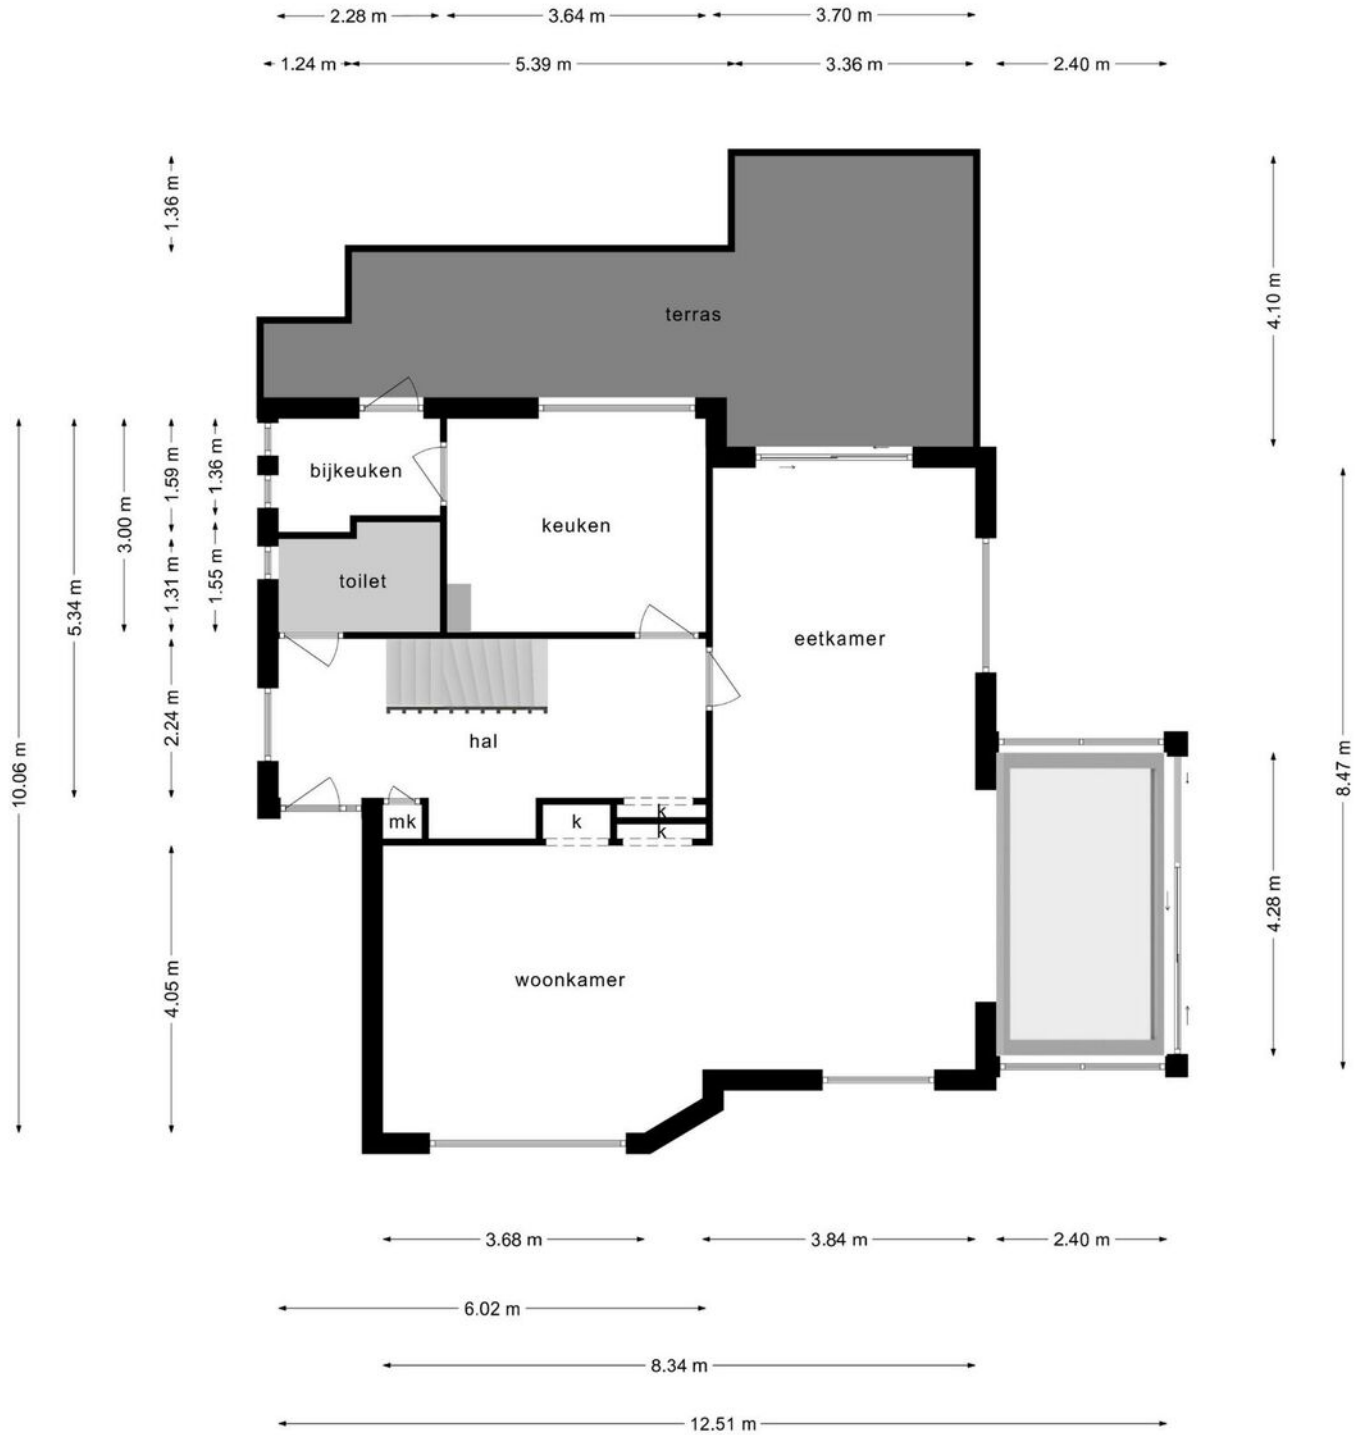 2.28 m 3.64 m 3.70 m
1.24 m 5.39 m 3.36 m 2.40 m
1.36 m
4.10 m
terras
10.06 m
5.34 m
3.00 m
1.59 m
1.36 m
1.31 m
1.55 m
2.24 m
4.05 m
bijkeuken
keuken
toilet
eetkamer
hal
mk
k
k
k
woonkamer
8.47 m
4.28 m
3.68 m 3.84 m 2.40 m
6.02 m
8.34 m
12.51 m